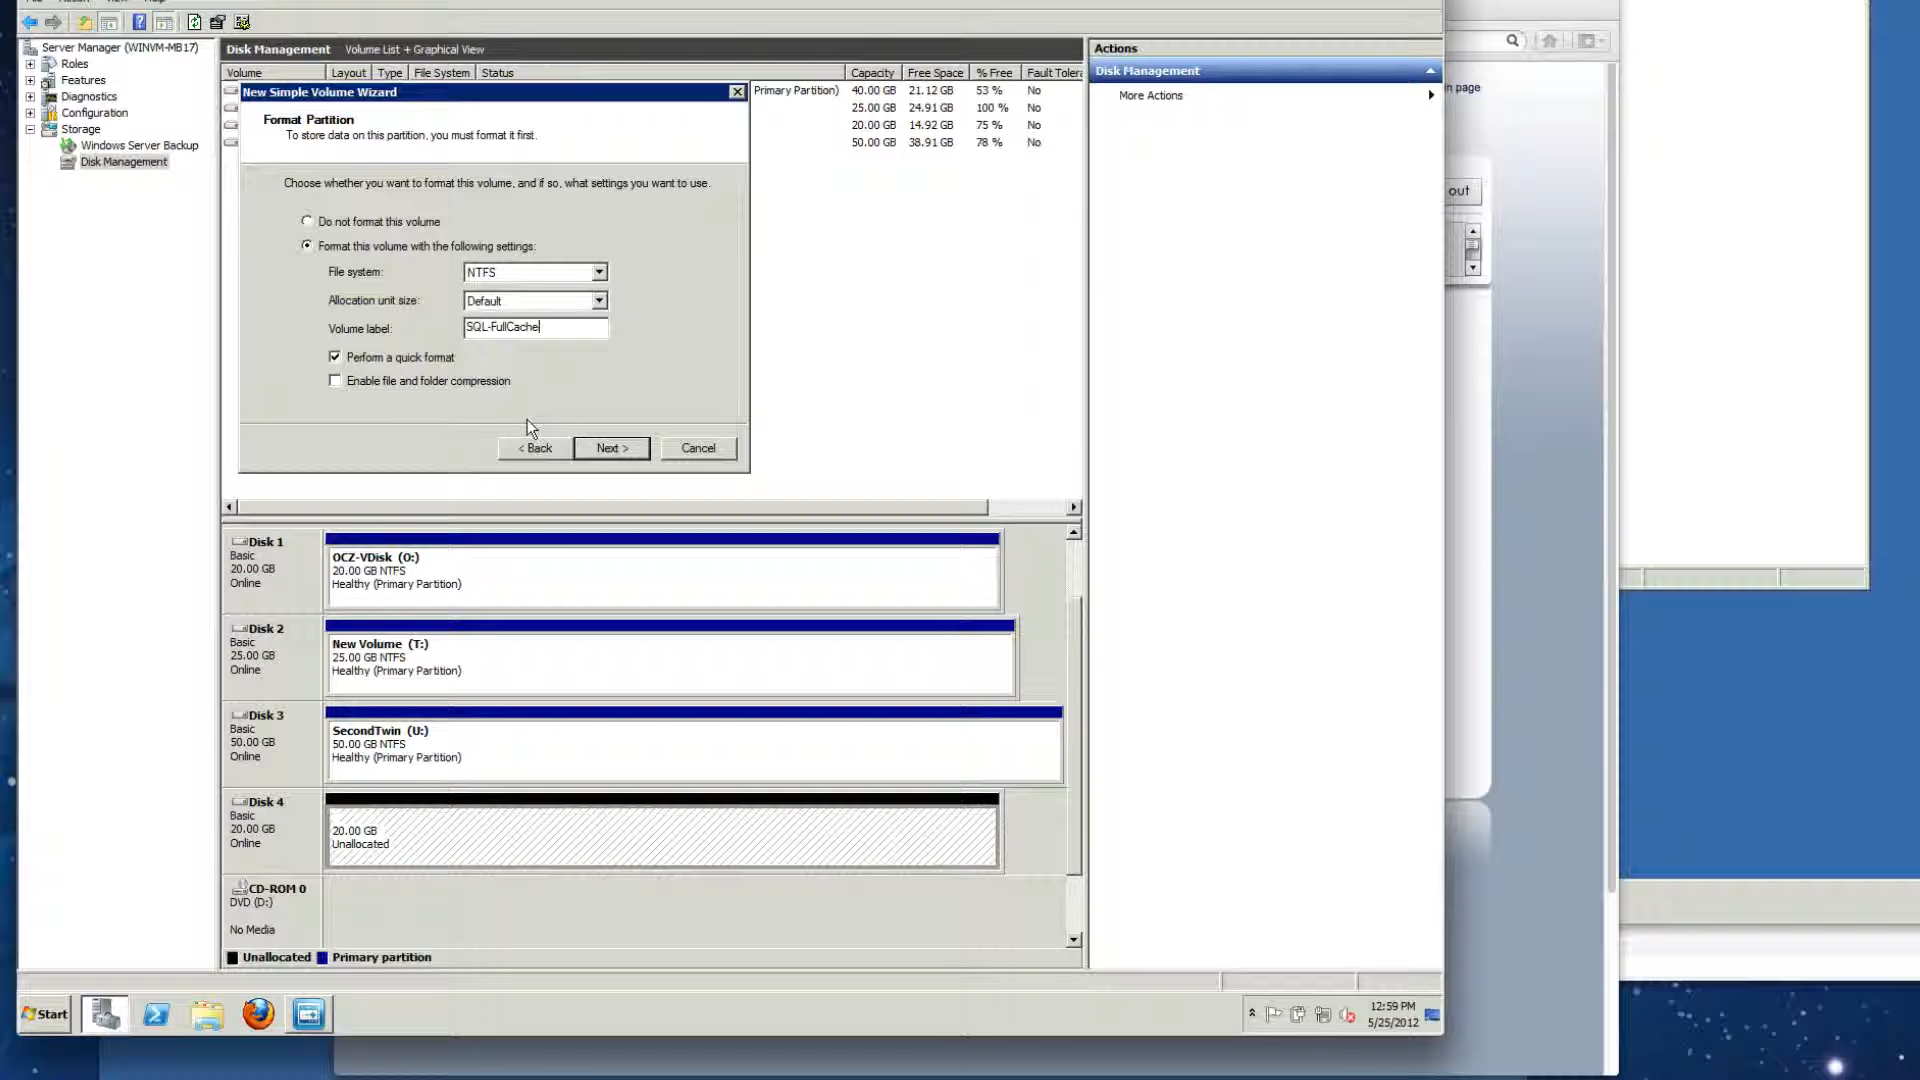 Server Manager (WINVM-MB17)
Roles
Features
Diagnostics
Configuration
Storage
Windows Server Backup
Disk Management
Disk Management Volume List + Graphical View
Volume Layout Type File System Status Capacity Free Space % Free Fault Tolera
Primary Partition) 40.00 GB 21.12 GB 53 % No
25.00 GB 24.91 GB 100 % No
20.00 GB 14.92 GB 75 % No
50.00 GB 38.91 GB 78 % No
New Simple Volume Wizard
Format Partition
To store data on this partition, you must format it first.
Choose whether you want to format this volume, and if so, what settings you want to use.
Do not format this volume
Format this volume with the following settings:
File system: NTFS
Allocation unit size: Default
Volume label: SQL-FullCache
Perform a quick format
Enable file and folder compression
< Back Next > Cancel
Disk 1
Basic
20.00 GB
Online
OCZ-VDisk (O:)
20.00 GB NTFS
Healthy (Primary Partition)
Disk 2
Basic
25.00 GB
Online
New Volume (T:)
25.00 GB NTFS
Healthy (Primary Partition)
Disk 3
Basic
50.00 GB
Online
SecondTwin (U:)
50.00 GB NTFS
Healthy (Primary Partition)
Disk 4
Basic
20.00 GB
Online
20.00 GB
Unallocated
CD-ROM 0
DVD (D:)
No Media
Unallocated Primary partition
Actions
Disk Management
More Actions
n page
out
Start
12:59 PM
5/25/2012